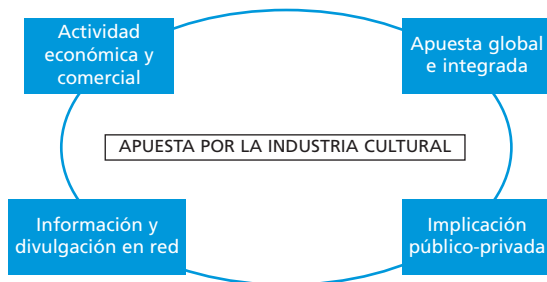 Actividad
económica y
comercial
Apuesta global
e integrada
APUESTA POR LA INDUSTRIA CULTURAL
Información y
divulgación en red
Implicación
público-privada